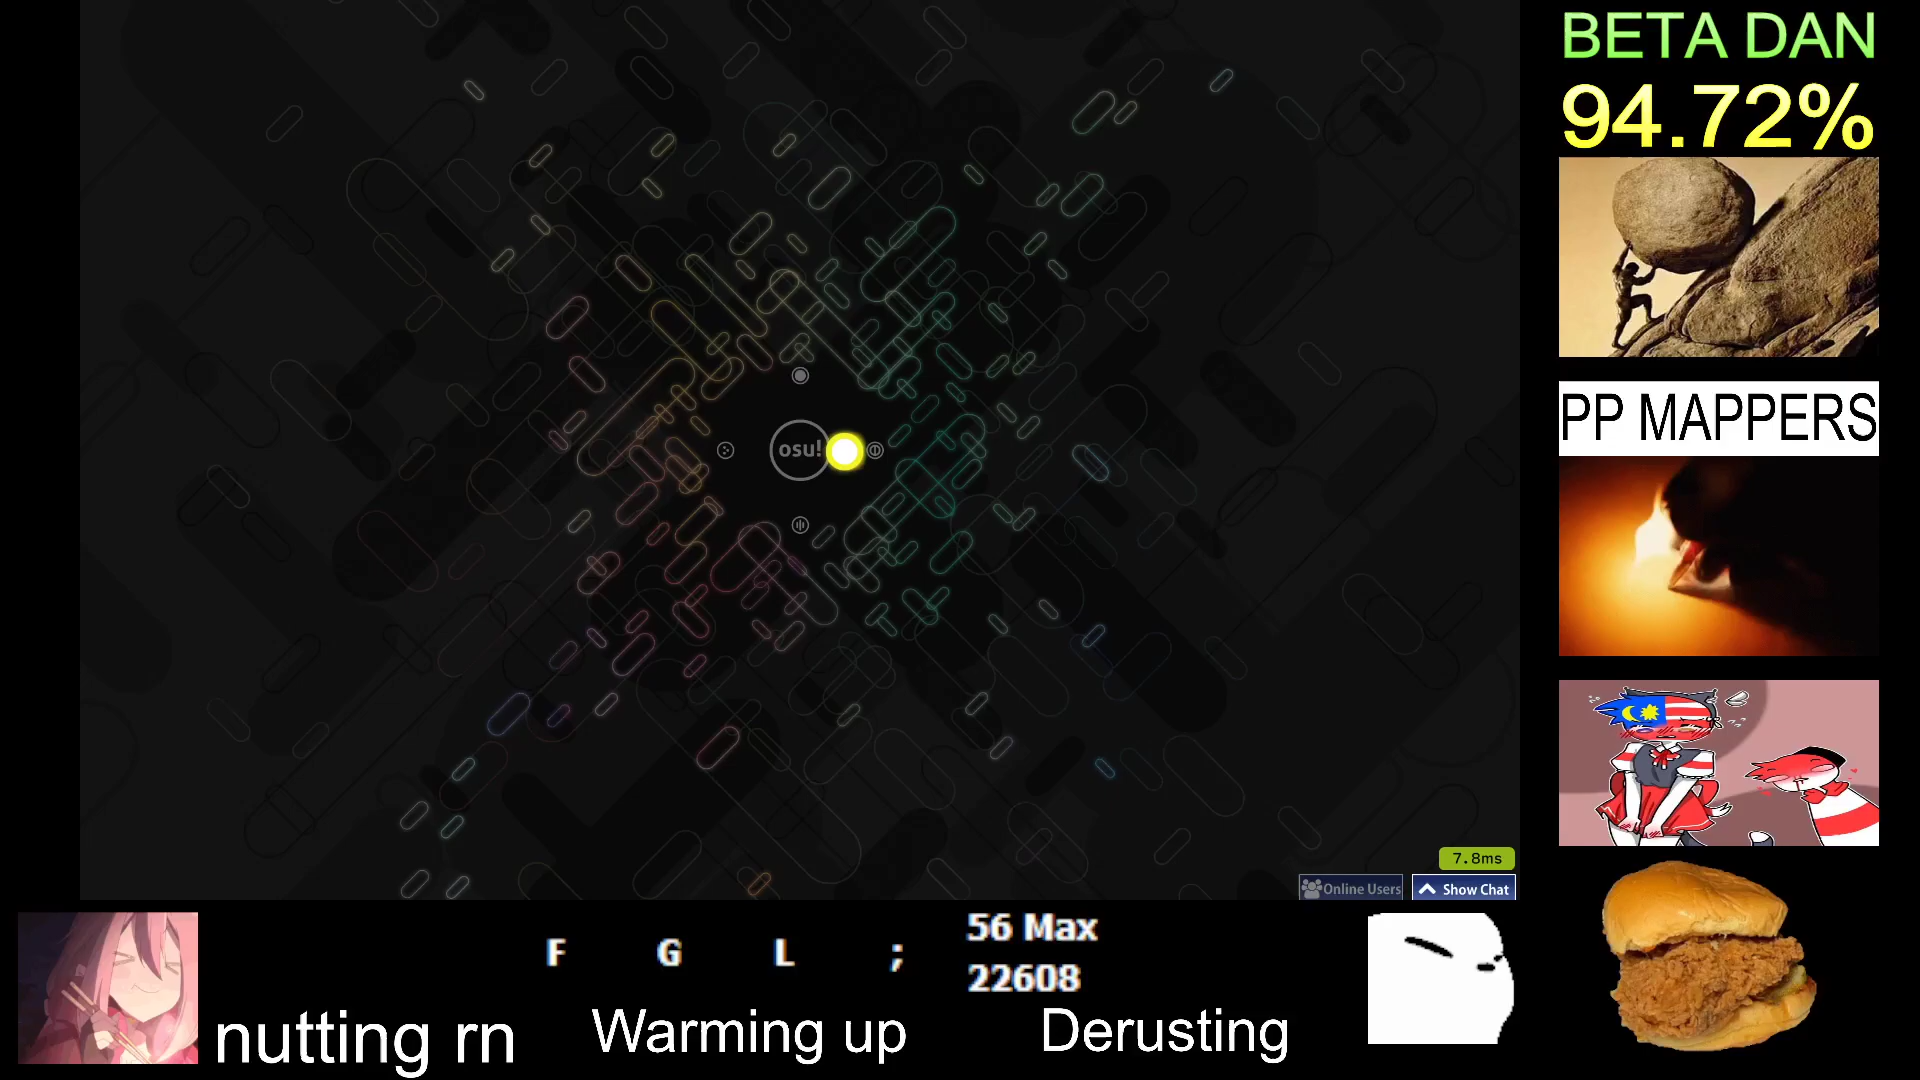 BETA DAN
94.72%
osu!
PP MAPPERS
7.8ms
Online Users
Show Chat
F G L ;
56 Max
22608
nutting rn
Warming up
Derusting